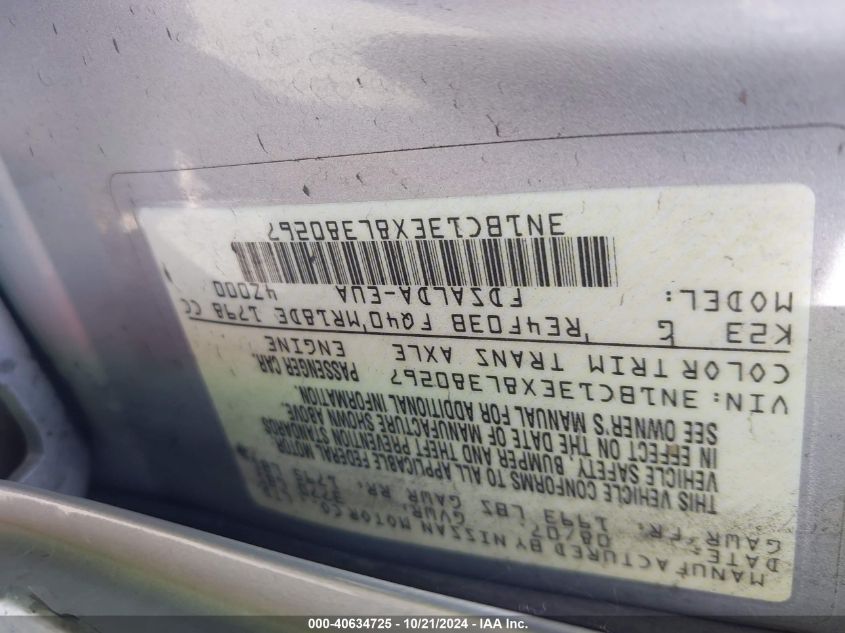 MANUFACTURED BY NISSAN MOTOR CO.
DATE: 08/07 GVWR:
GAWR FR: 1993 LBS GAWR RR: 1793 LBS
THIS VEHICLE CONFORMS TO ALL APPLICABLE FEDERAL MOTOR
VEHICLE SAFETY, BUMPER AND THEFT PREVENTION STANDARDS
IN EFFECT ON THE DATE OF MANUFACTURE SHOWN ABOVE.
SEE OWNER'S MANUAL FOR ADDITIONAL INFORMATION.
VIN: 3N1BC13EX8L380267 PASSENGER CAR
COLOR TRIM TRANS AXLE ENGINE
K23 G RE4F03B FQ40 MR18DE 1798 CC
MODEL: FDSALDA-EUA 47000
3N1BC13EX8L380267
000-40634725 - 10/21/2024 - IAA Inc.